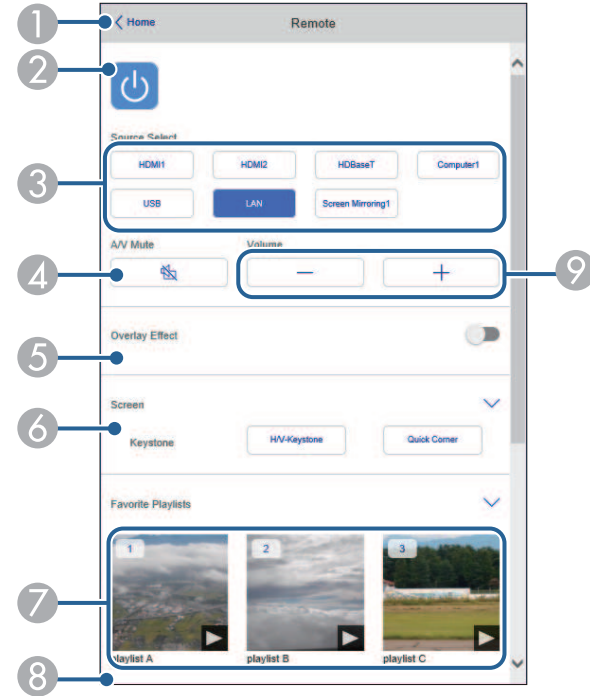 1
Home
Remote
2
Source Select
3
HDMI1 HDMI2 HDBaseT Computer1
USB LAN Screen Mirroring1
A/V Mute Volume
4
− +
9
Overlay Effect
5
Screen
6
Keystone H/V-Keystone Quick Corner
Favorite Playlists
1 2 3
7
playlist A playlist B playlist C
8